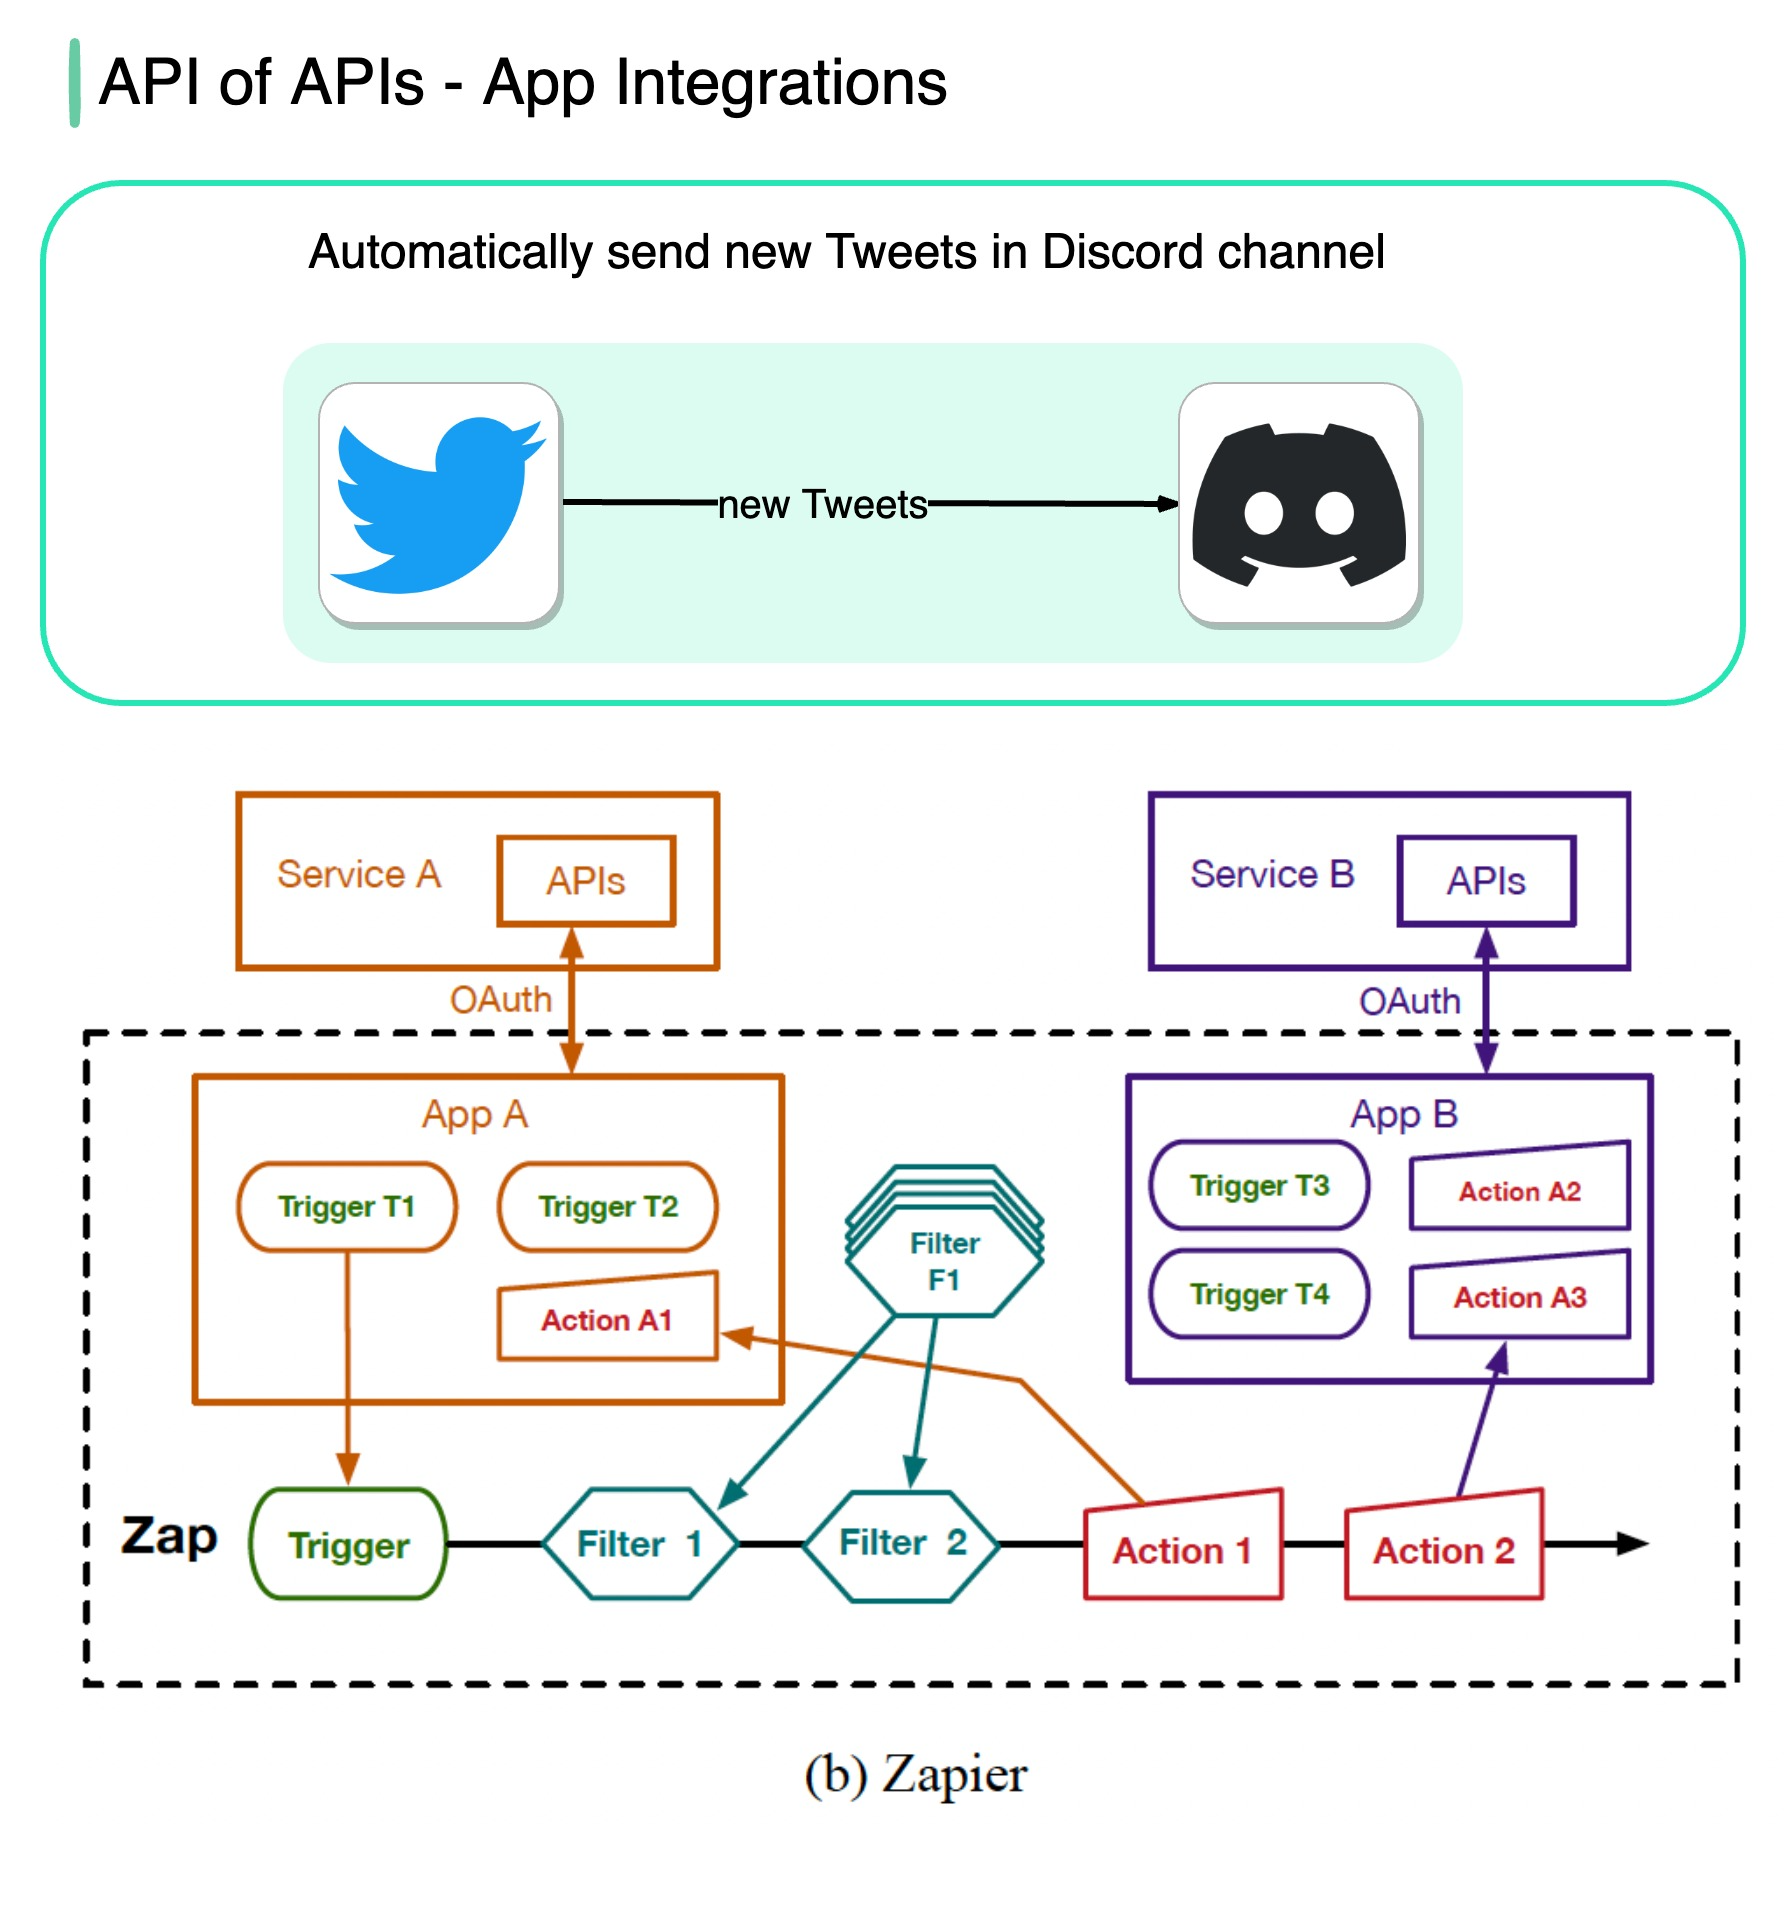 API of APIs - App Integrations
Automatically send new Tweets in Discord channel
new Tweets
Service A
APIs
Service B
APIs
OAuth
OAuth
App A
App B
Trigger T1
Trigger T2
Action A1
Filter
F1
Trigger T3
Action A2
Trigger T4
Action A3
Zap
Trigger
Filter 1
Filter 2
Action 1
Action 2
(b) Zapier